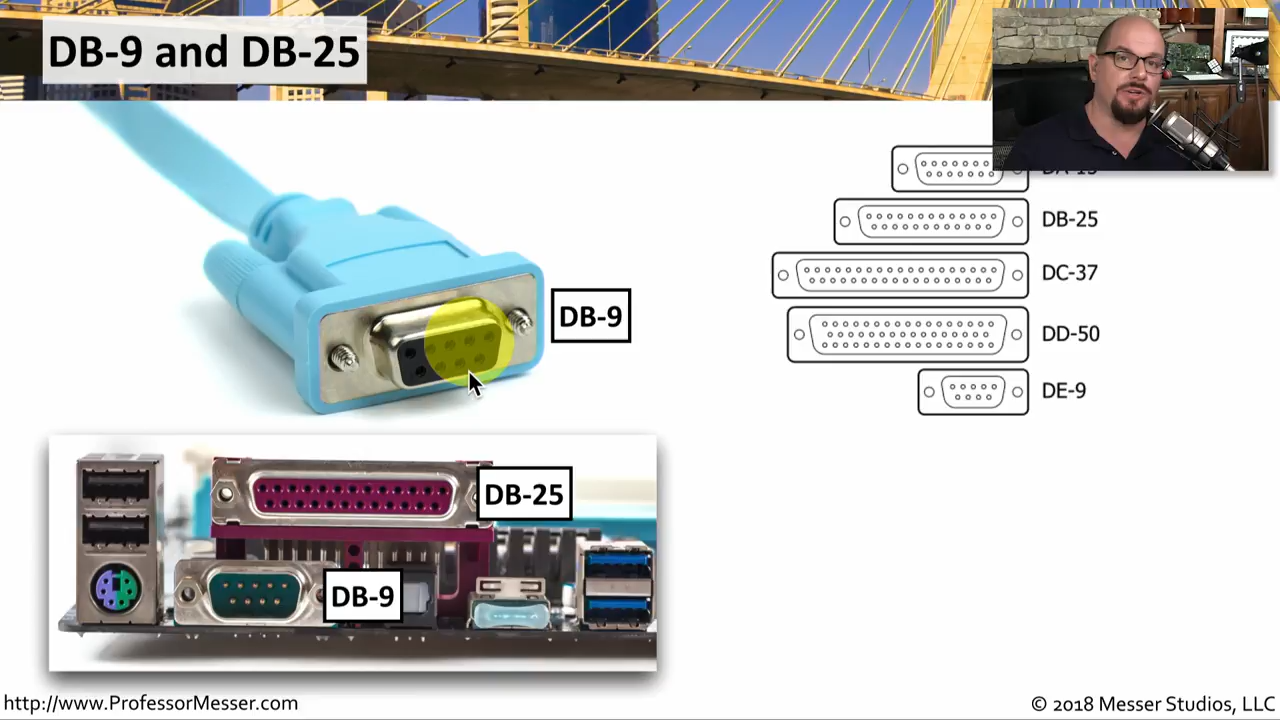 DB-9 and DB-25
DB-25
DC-37
DB-9
DD-50
DE-9
DB-25
DB-9
http://www.ProfessorMesser.com
© 2018 Messer Studios, LLC